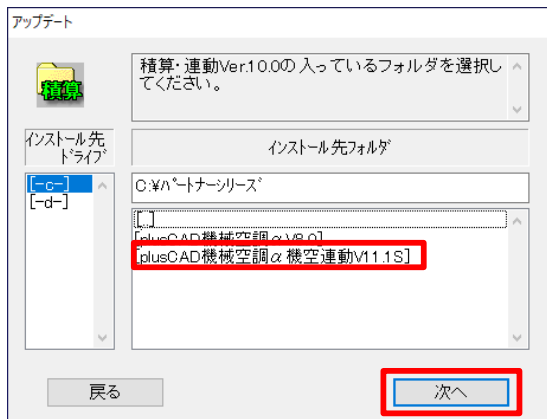 アップデート
積算
積算・連動Ver.10.0の入っているフォルダを選択し
てください。
インストール先
ドライブ
インストール先フォルダ
[-c-]
[-d-]
C:¥パートナーシリーズ
[..]
[plusCAD機械空調α V8.0]
[plusCAD機械空調α 機空連動V11.1S]
戻る
次へ